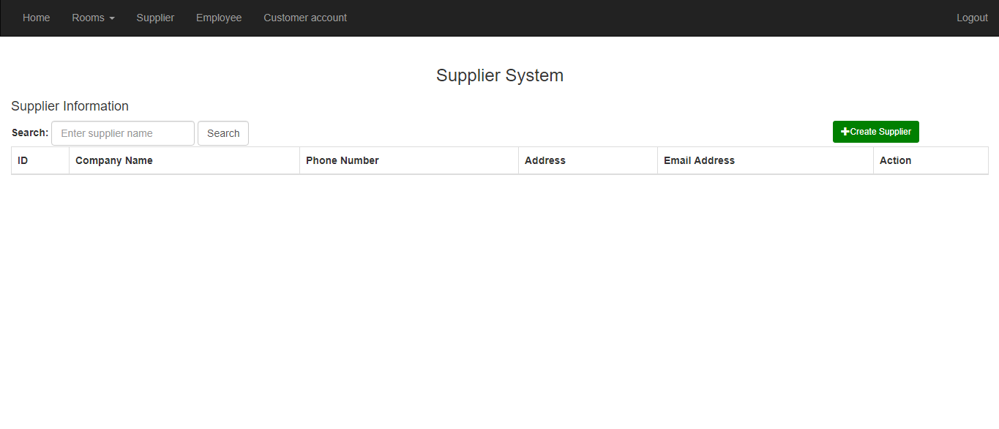 Home Rooms Supplier Employee Customer account Logout
Supplier System
Supplier Information
Search: Enter supplier name Search Create Supplier
ID Company Name Phone Number Address Email Address Action